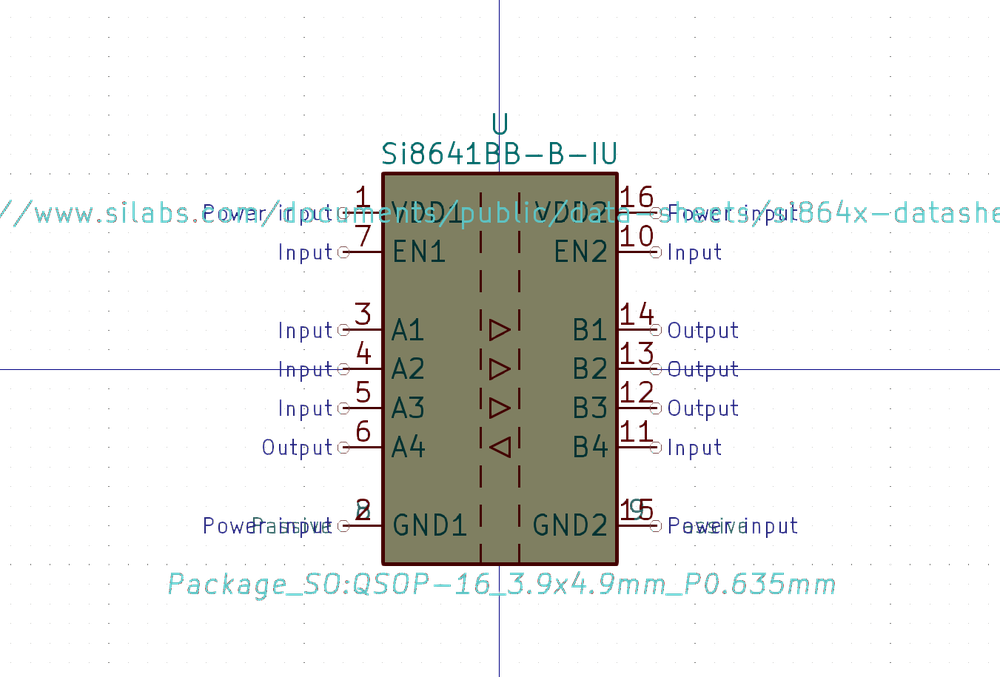 U
Si8641BB-B-IU
//www.silabs.com/documents/public/data-sheets/si864x-datashe
Power input 1 VDD1 VDD2 16 Power input
Input 7 EN1 EN2 10 Input
Input 3 A1 B1 14 Output
Input 4 A2 B2 13 Output
Input 5 A3 B3 12 Output
Output 6 A4 B4 11 Input
Power input 2 GND1 GND2 15 Power input
Passive 8 9 Passive
Package_SO:QSOP-16_3.9x4.9mm_P0.635mm